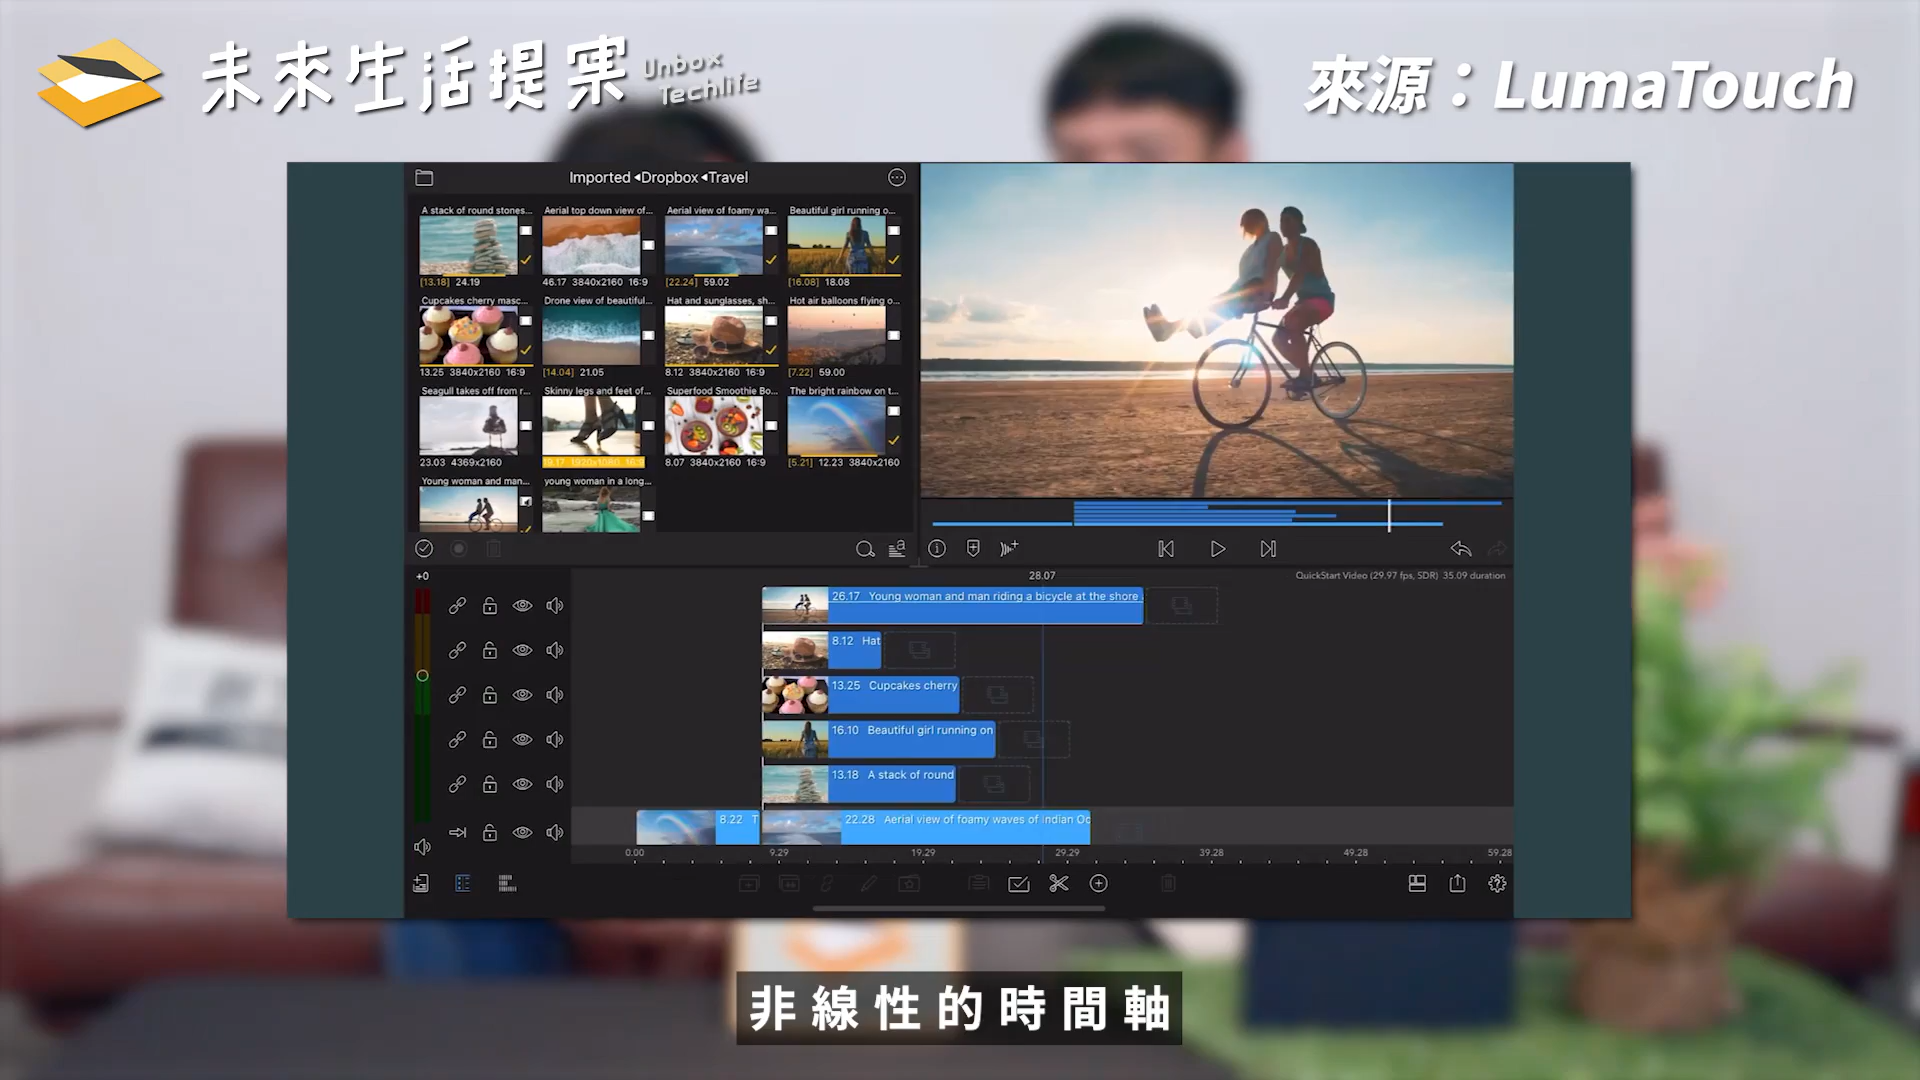 未來生活提案
Unbox
Techlife
來源：LumaTouch
Imported ◂Dropbox ◂Travel
A stack of round stones...
Aerial top down view of...
Aerial view of foamy wa...
Beautiful girl running o...
[13.18] 24.19
46.17 3840x2160 16:9
[22.24] 59.02
[16.08] 18.08
Cupcakes cherry masc...
Drone view of beautiful...
Hat and sunglasses, sh...
Hot air balloons flying o...
13.25 3840x2160 16:9
[14.04] 21.05
8.12 3840x2160 16:9
[7.22] 59.00
Seagull takes off from r...
Skinny legs and feet of...
Superfood Smoothie Bo...
The bright rainbow on t...
23.03 4369x2160
19.17 1920x1080 16:9
8.07 3840x2160 16:9
[5.21] 12.23 3840x2160
Young woman and man...
young woman in a long...
+0
28.07
QuickStart Video (29.97 fps, SDR) 35.09 duration
26.17 Young woman and man riding a bicycle at the shore
8.12 Hat
13.25 Cupcakes cherry
16.10 Beautiful girl running on
13.18 A stack of round
8.22 T
22.28 Aerial view of foamy waves of Indian Oc
0.00 9.29 19.29 29.29 39.28 49.28 59.28
非線性的時間軸